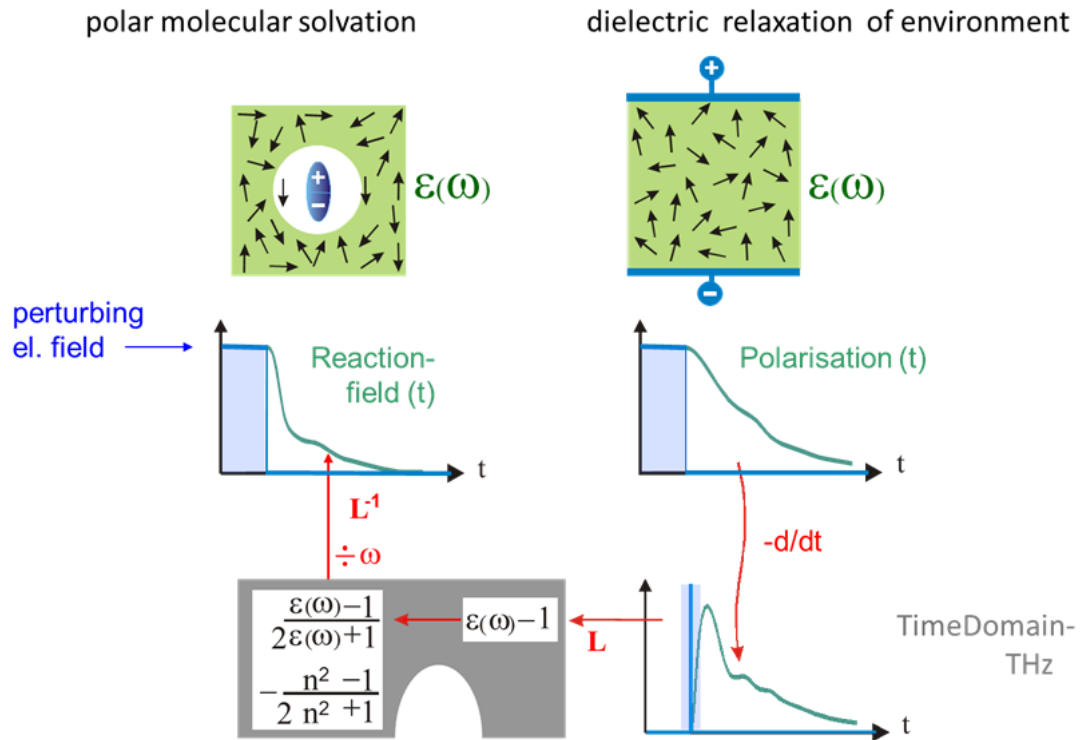 polar molecular solvation
dielectric relaxation of environment
+
−
ε(ω)
+
ε(ω)
−
perturbing
el. field
Reaction-
field (t)
t
Polarisation (t)
t
L⁻¹
÷ ω
-d/dt
ε(ω)−1
2ε(ω)+1
− n² −1
2 n² +1
ε(ω)−1
L
TimeDomain-
THz
t